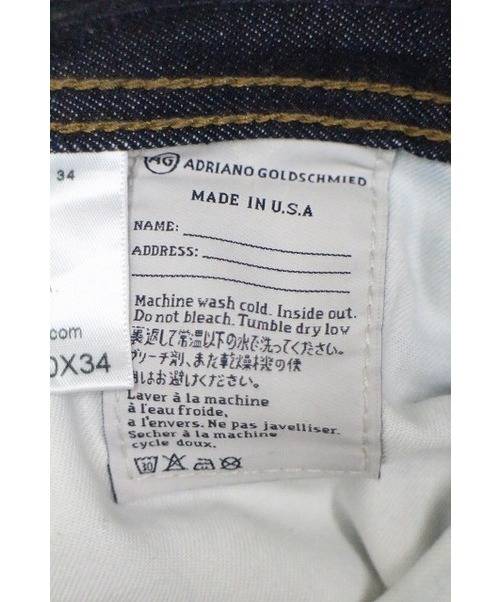 34
AG ADRIANO GOLDSCHMIED
MADE IN U.S.A
NAME:
ADDRESS:
Machine wash cold. Inside out.
Do not bleach. Tumble dry low
.com
0X34
裏返して常温以下の水で洗ってください。
ブリーチ剤、また乾燥機の使
用はお避けください。
Laver à la machine
à l'eau froide,
a l'envers. Ne pas javelliser.
Secher à la machine
cycle doux.
30